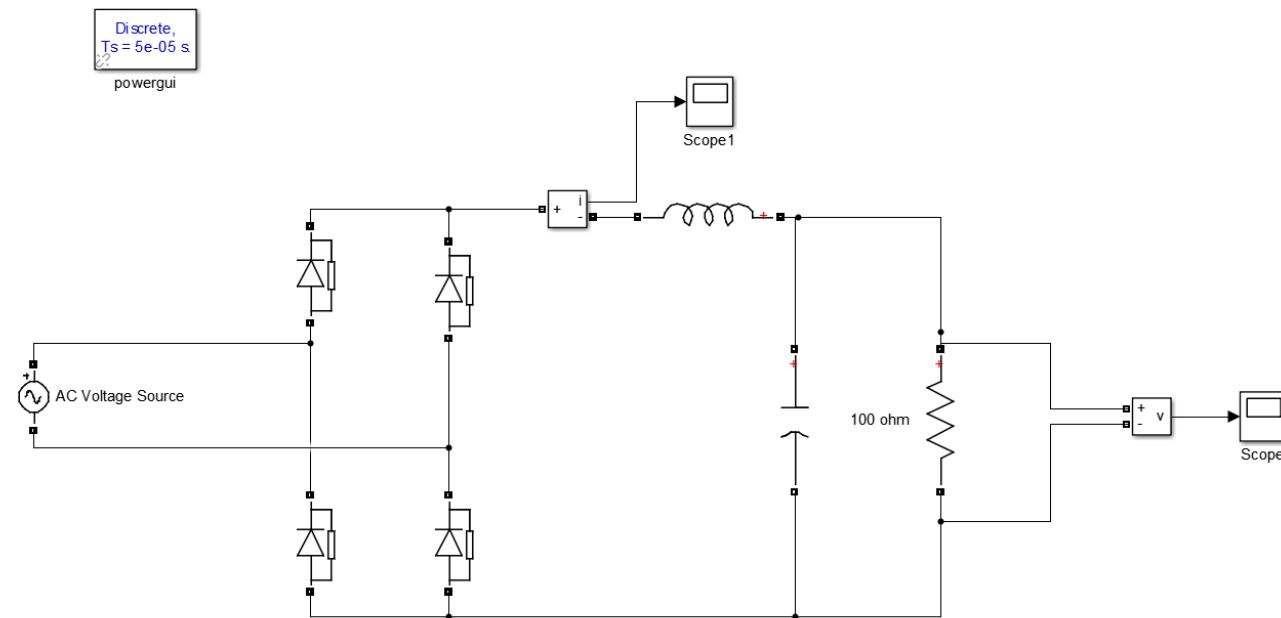 Discrete,
Ts = 5e-05 s.
powergui
Scope1
+
i
-
+
+
AC Voltage Source
+
+
100 ohm
+
-
v
Scope